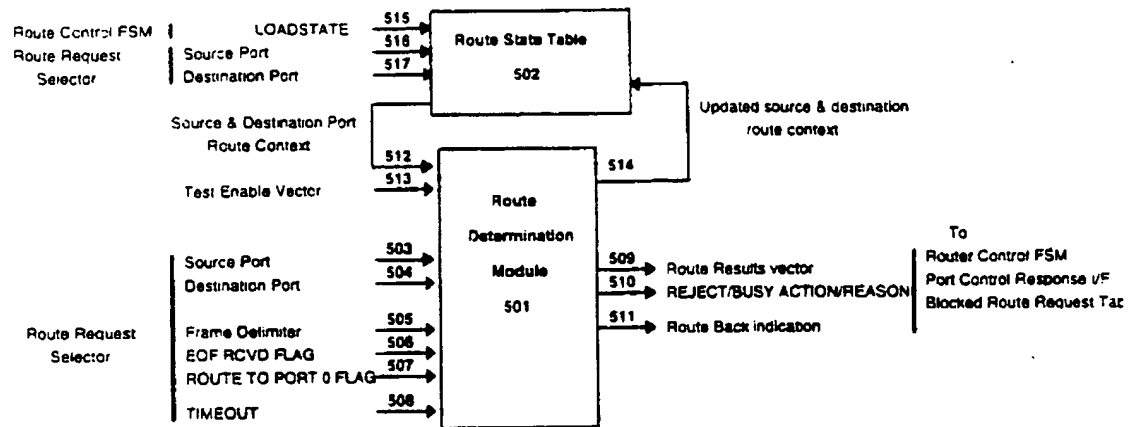 515
Route Control FSM
LOADSTATE
516
Route Request
Selector
Source Port
517
Destination Port
Route State Table
502
Source & Destination Port
Route Context
512
513
Test Enable Vector
Updated source & destination
route context
514
Route
Determination
Module
501
503
Source Port
504
Destination Port
Route Request
Selector
505
Frame Delimiter
506
EOF RCVD FLAG
507
ROUTE TO PORT 0 FLAG
508
TIMEOUT
509
Route Results vector
510
REJECT/BUSY ACTION/REASON
511
Route Back indication
To
Router Control FSM
Port Control Response I/F
Blocked Route Request Tab